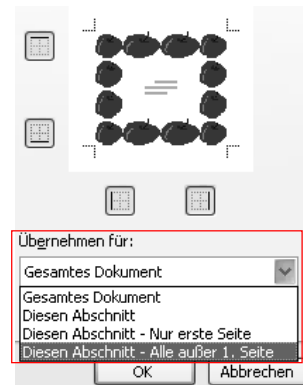 Übernehmen für:
Gesamtes Dokument
Gesamtes Dokument
Diesen Abschnitt
Diesen Abschnitt - Nur erste Seite
Diesen Abschnitt - Alle außer 1. Seite
OK
Abbrechen